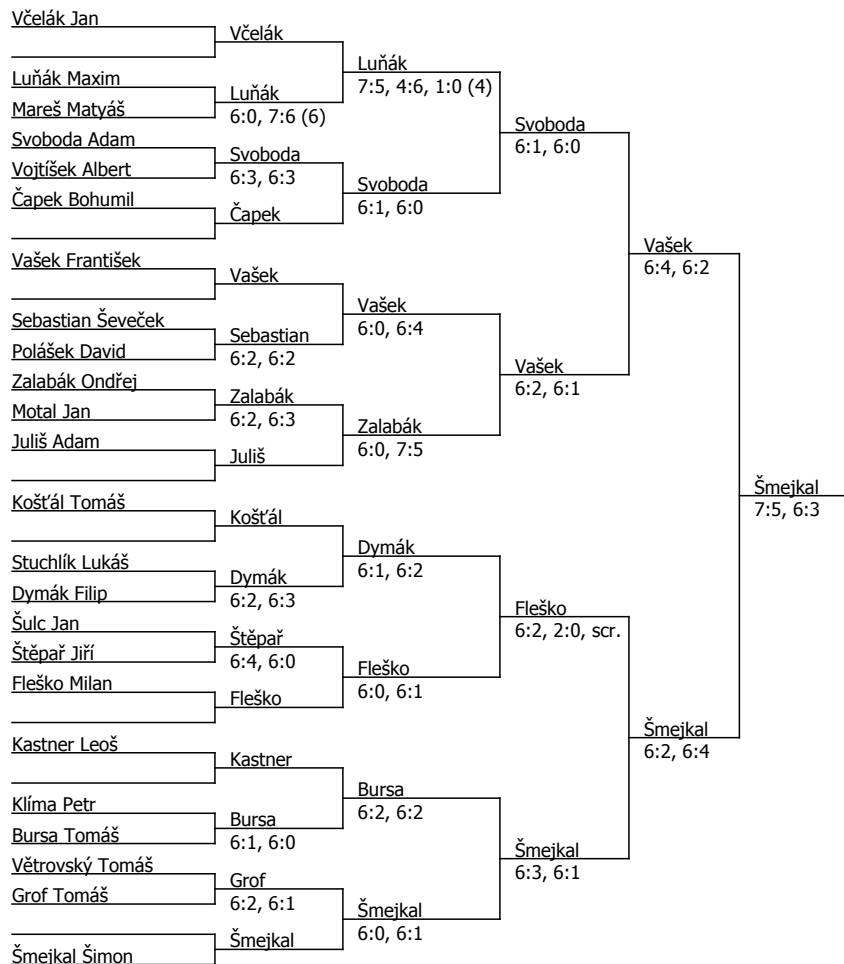 Včelák Jan
Luňák Maxim
Mareš Matyáš
Svoboda Adam
Vojtíšek Albert
Čapek Bohumil
Vašek František
Sebastian Ševeček
Polášek David
Zalabák Ondřej
Motal Jan
Juliš Adam
Košťál Tomáš
Stuchlík Lukáš
Dymák Filip
Šulc Jan
Štěpař Jiří
Fleško Milan
Kastner Leoš
Klíma Petr
Bursa Tomáš
Větrovský Tomáš
Grof Tomáš
Šmejkal Šimon
Včelák
Luňák
6:0, 7:6 (6)
Svoboda
6:3, 6:3
Čapek
Vašek
Sebastian
6:2, 6:2
Zalabák
6:2, 6:3
Juliš
Košťál
Dymák
6:2, 6:3
Štěpař
6:4, 6:0
Fleško
Kastner
Bursa
6:1, 6:0
Grof
6:2, 6:1
Šmejkal
Luňák
7:5, 4:6, 1:0 (4)
Svoboda
6:1, 6:0
Vašek
6:0, 6:4
Zalabák
6:0, 7:5
Dymák
6:1, 6:2
Fleško
6:0, 6:1
Bursa
6:2, 6:2
Šmejkal
6:0, 6:1
Svoboda
6:1, 6:0
Vašek
6:2, 6:1
Fleško
6:2, 2:0, scr.
Šmejkal
6:3, 6:1
Vašek
6:4, 6:2
Šmejkal
6:2, 6:4
Šmejkal
7:5, 6:3